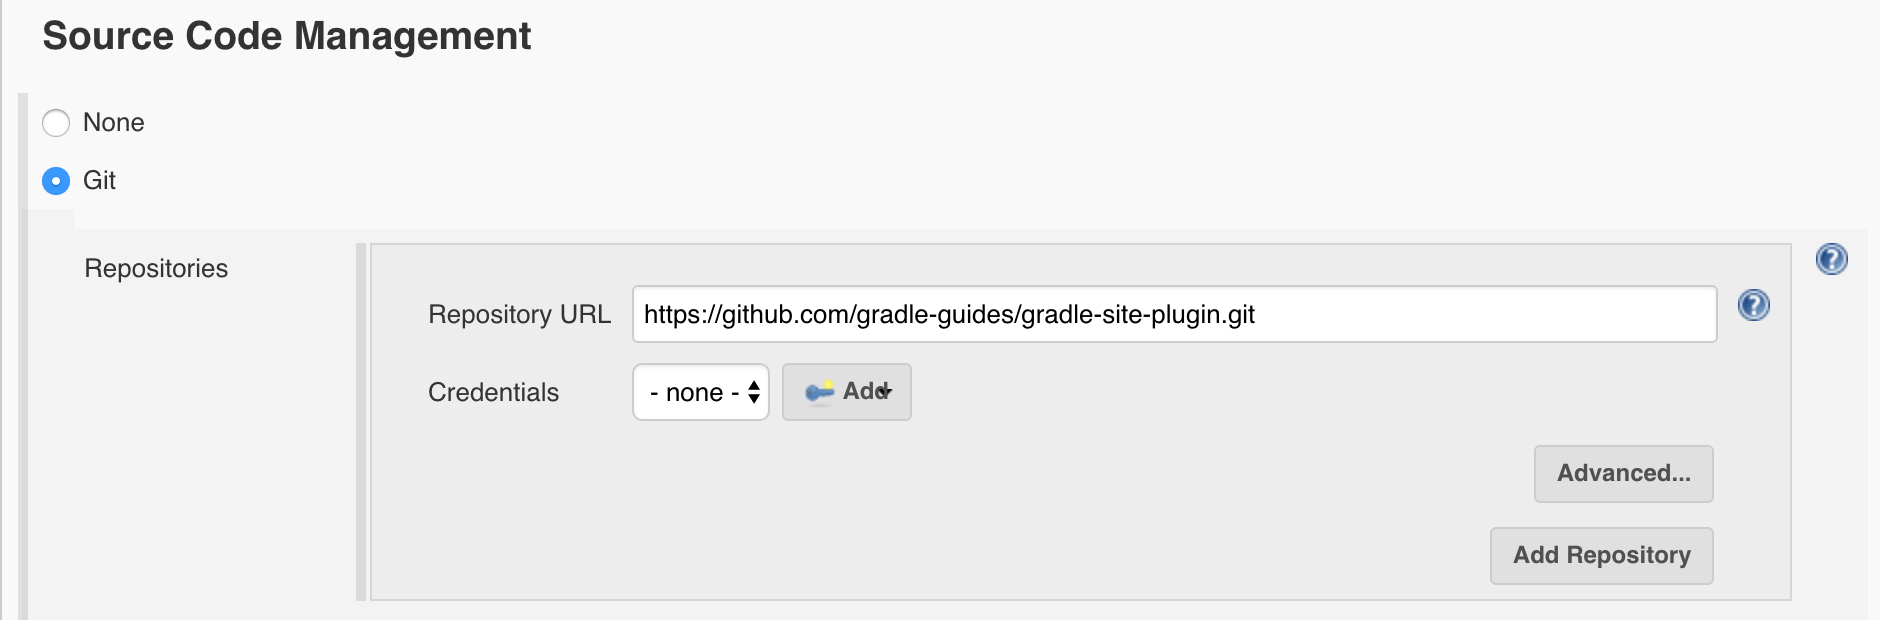 Source Code Management
None
Git
Repositories
Repository URL https://github.com/gradle-guides/gradle-site-plugin.git
Credentials - none - Add
Advanced...
Add Repository